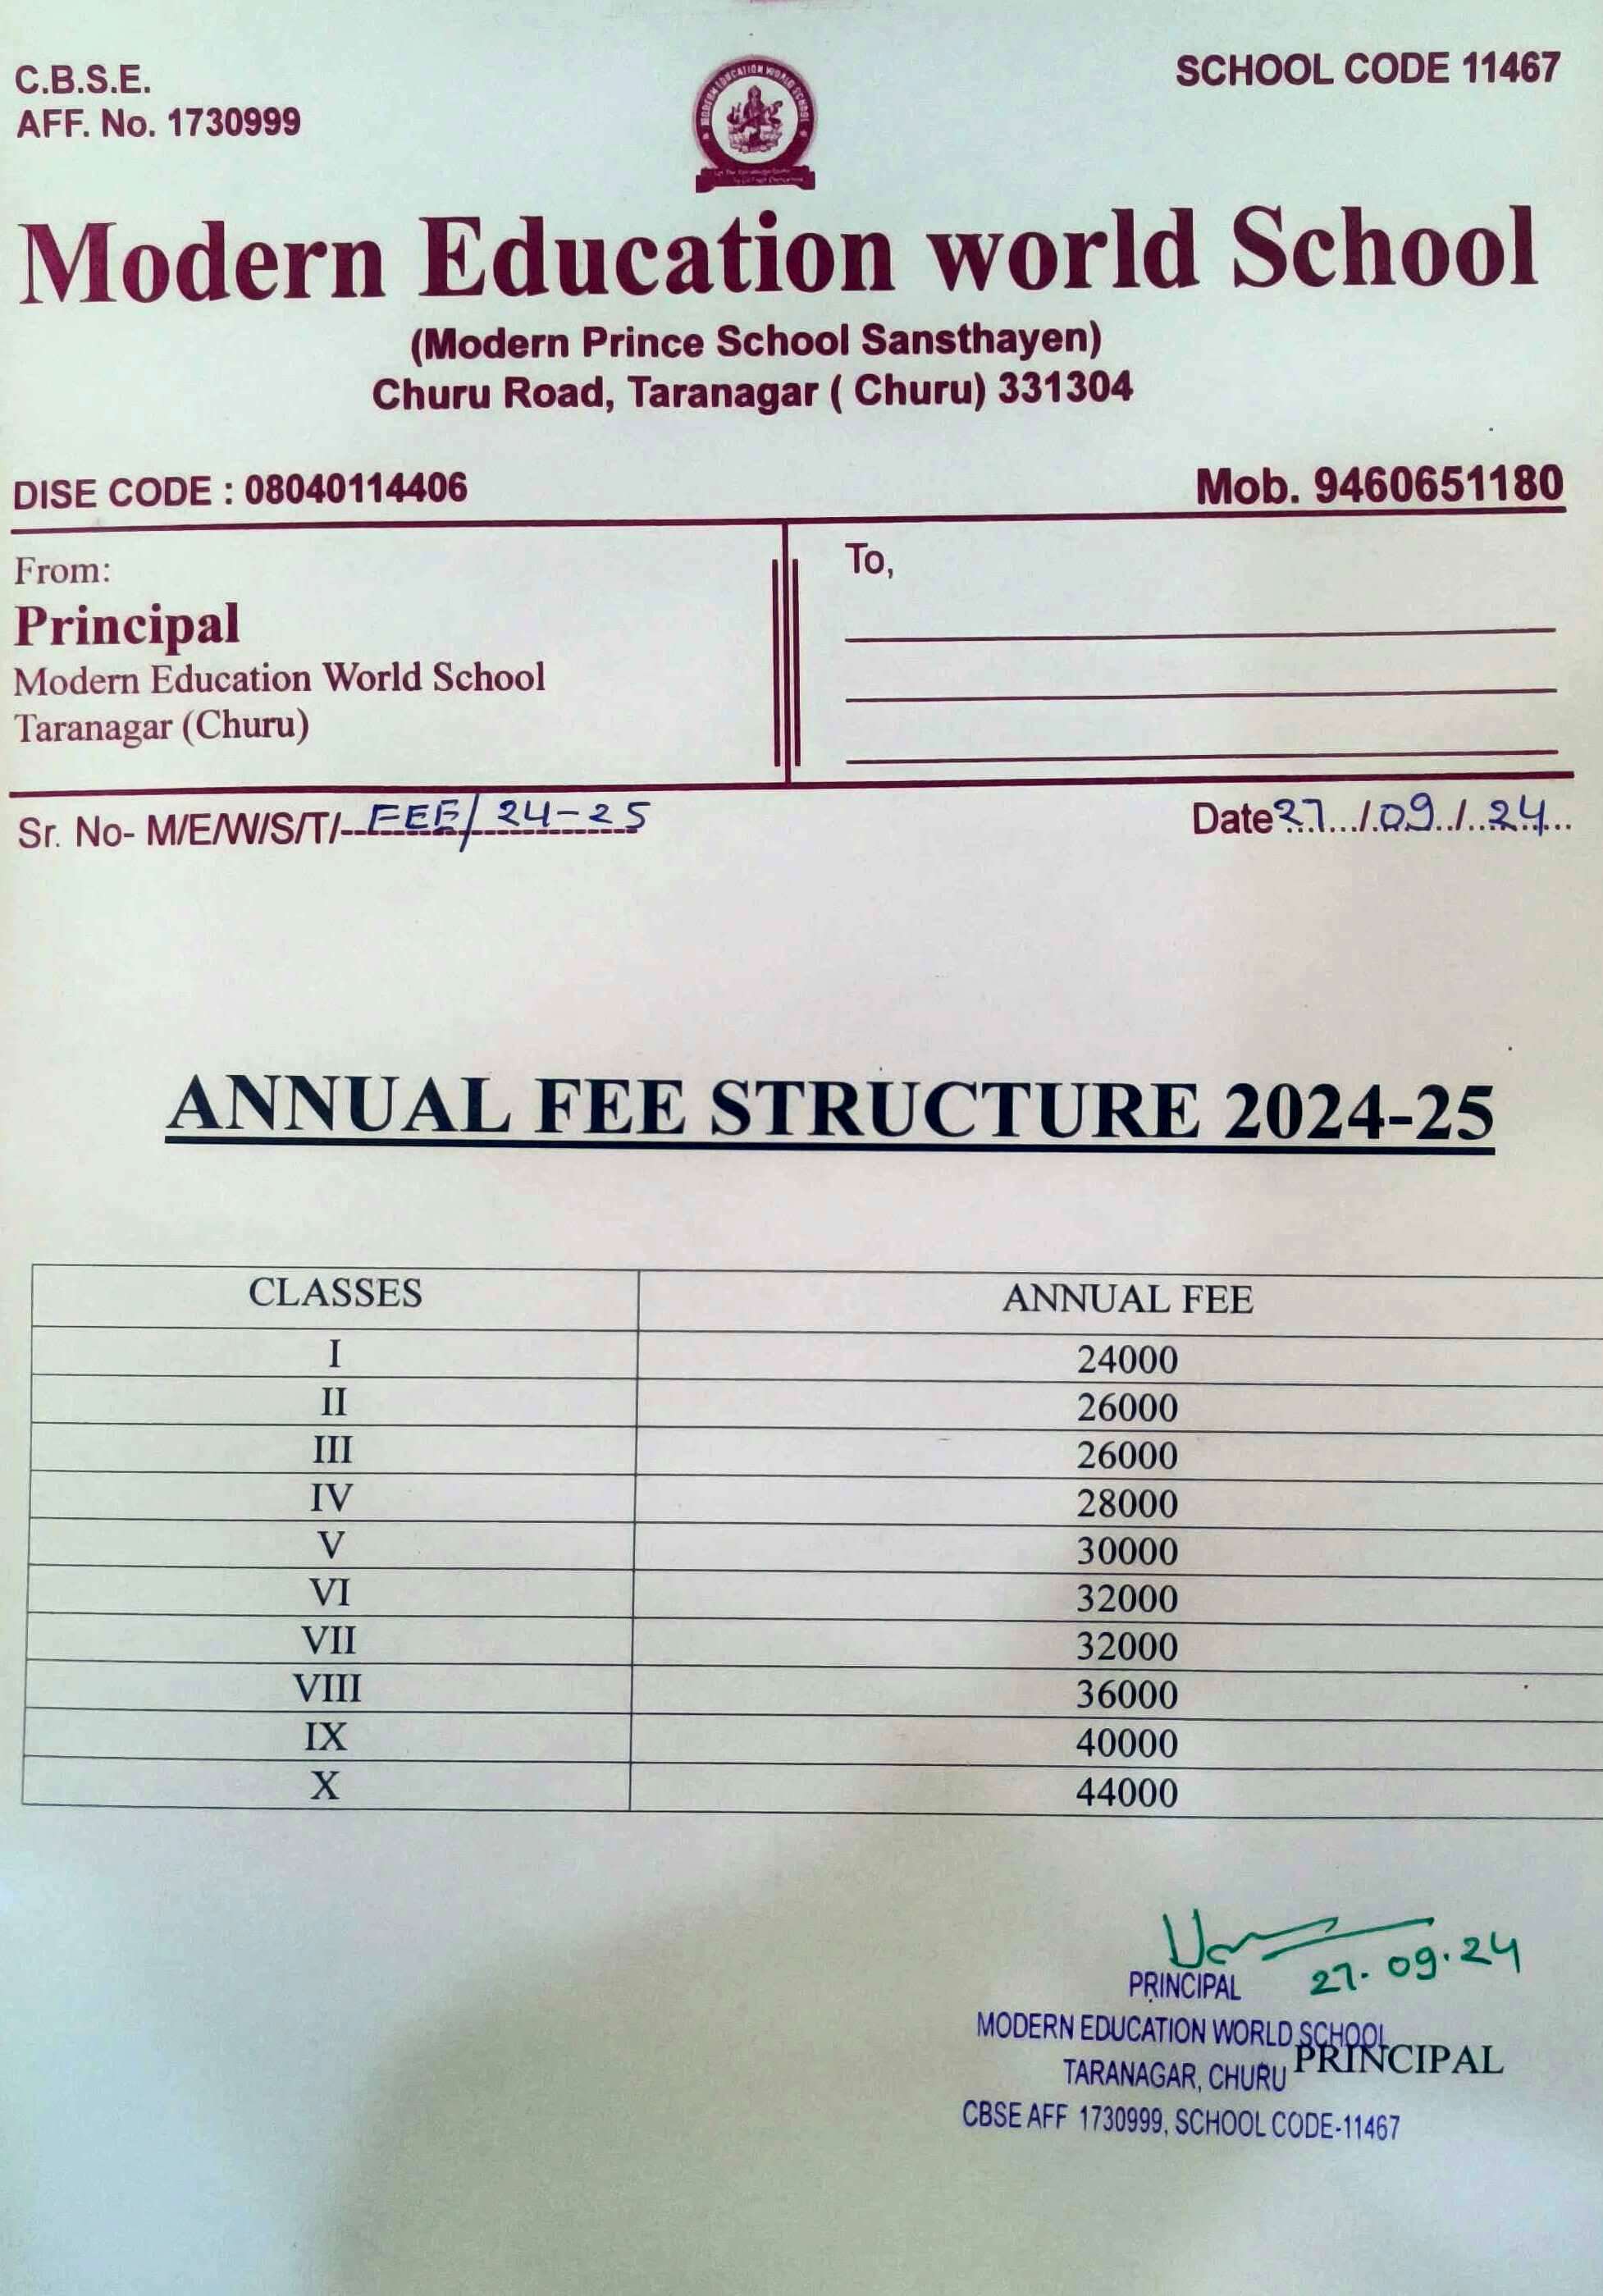 C.B.S.E.
AFF. No. 1730999
SCHOOL CODE 11467
MODERN EDUCATION WORLD SCHOOL
Modern Education world School
(Modern Prince School Sansthayen)
Churu Road, Taranagar ( Churu) 331304
DISE CODE : 08040114406
Mob. 9460651180
From:
Principal
Modern Education World School
Taranagar (Churu)
To,
Sr. No- M/E/W/S/T/- FEE/ 24-25
Date 27 / 09 / 24
ANNUAL FEE STRUCTURE 2024-25
CLASSES ANNUAL FEE
I 24000
II 26000
III 26000
IV 28000
V 30000
VI 32000
VII 32000
VIII 36000
IX 40000
X 44000
27.09.24
PRINCIPAL
MODERN EDUCATION WORLD SCHOOL
TARANAGAR, CHURU
PRINCIPAL
CBSE AFF 1730999, SCHOOL CODE-11467